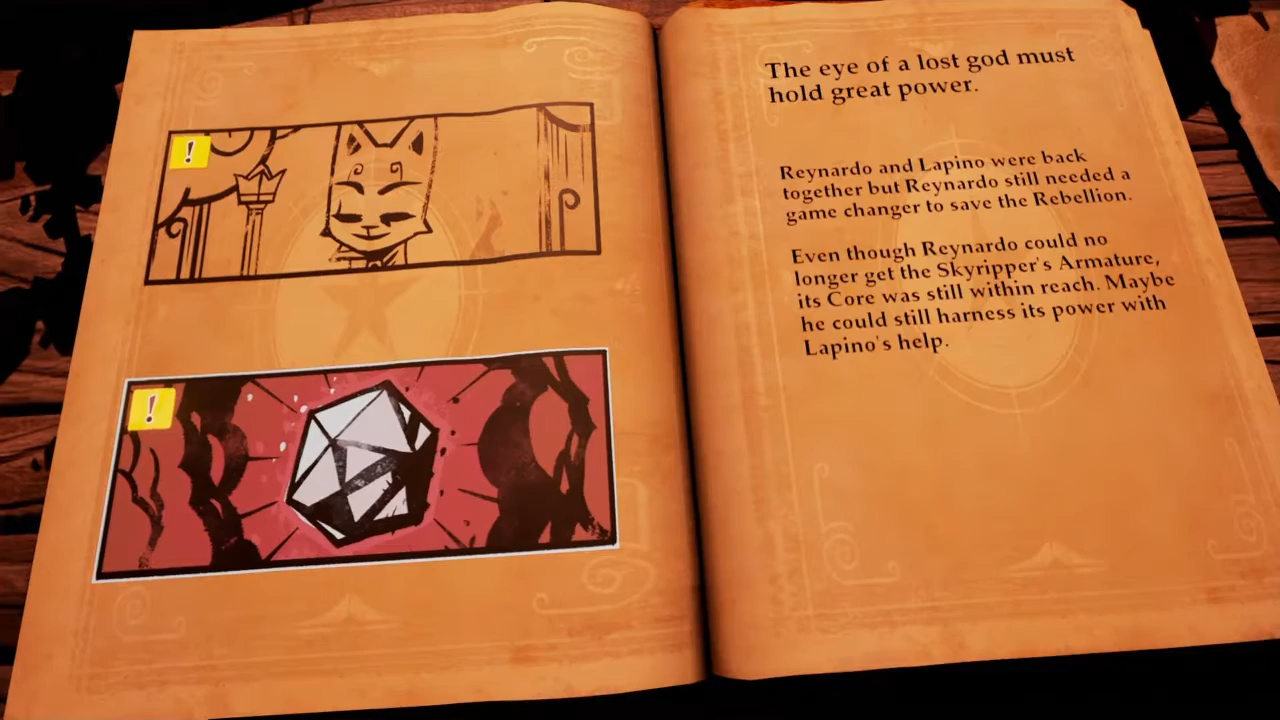 !
!
The eye of a lost god must
hold great power.
Reynardo and Lapino were back
together but Reynardo still needed a
game changer to save the Rebellion.
Even though Reynardo could no
longer get the Skyripper's Armature,
its Core was still within reach. Maybe
he could still harness its power with
Lapino's help.